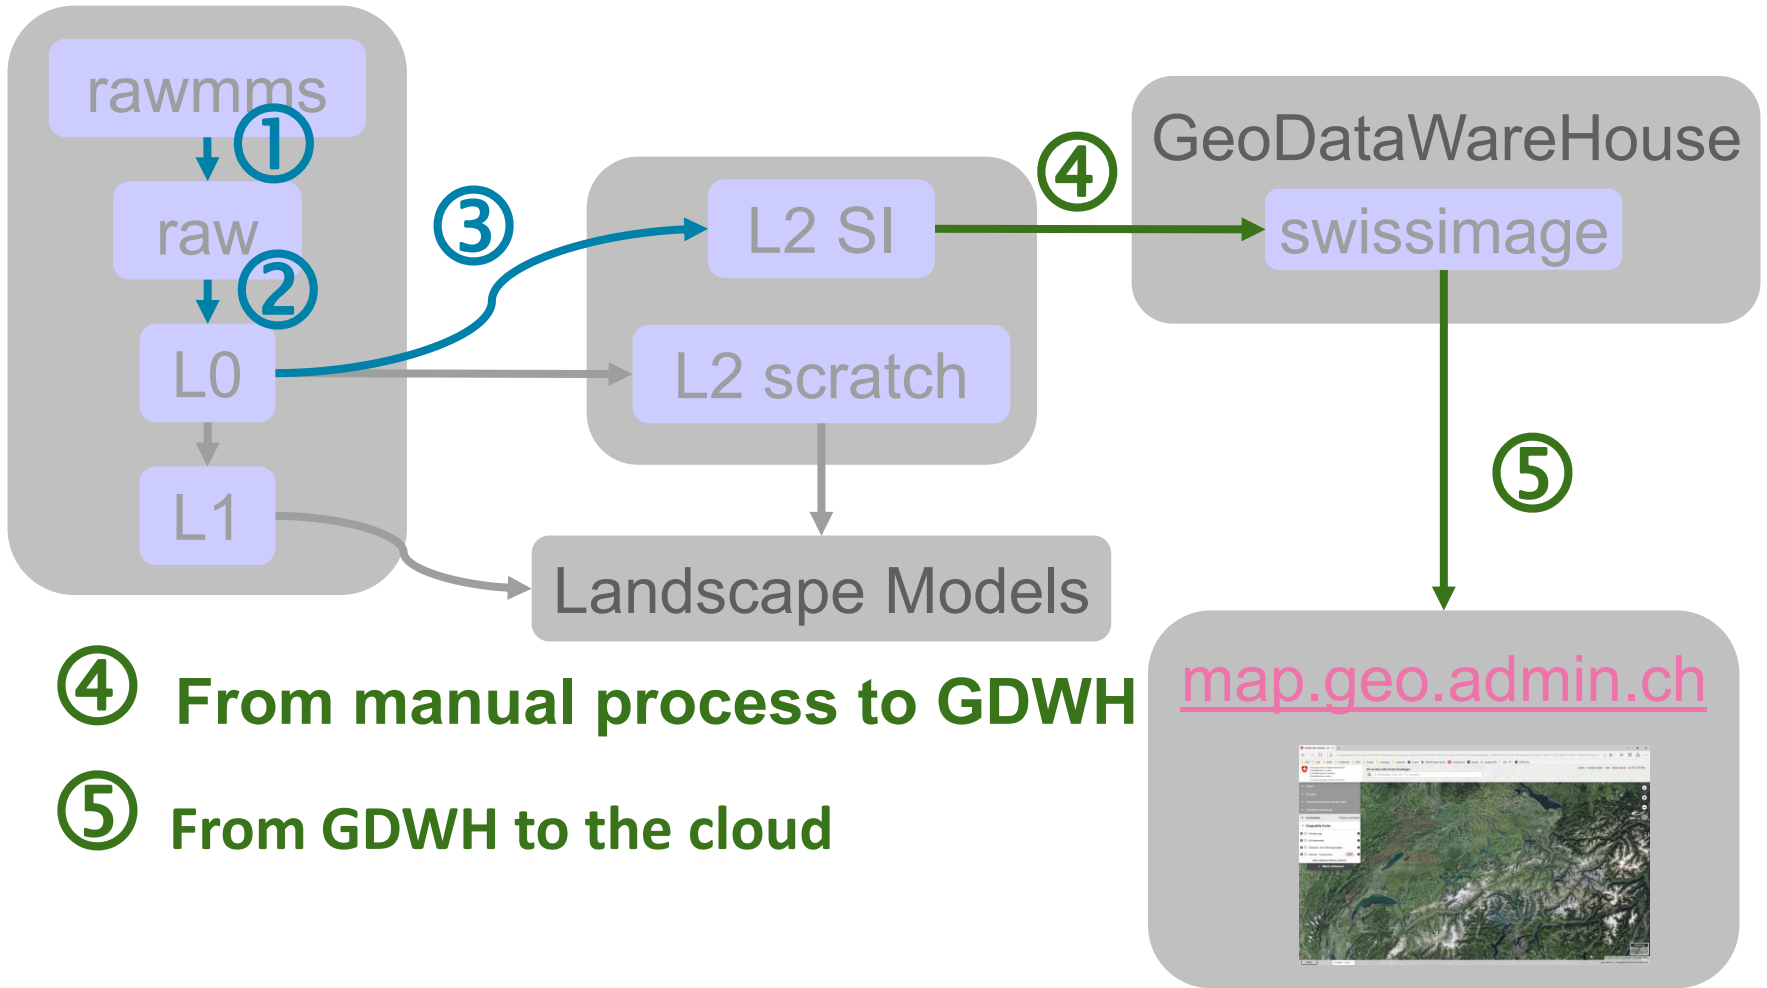 rawmms
①
raw
②
L0
L1
③
L2 SI
L2 scratch
④
GeoDataWareHouse
swissimage
⑤
Landscape Models
map.geo.admin.ch
④ From manual process to GDWH
⑤ From GDWH to the cloud